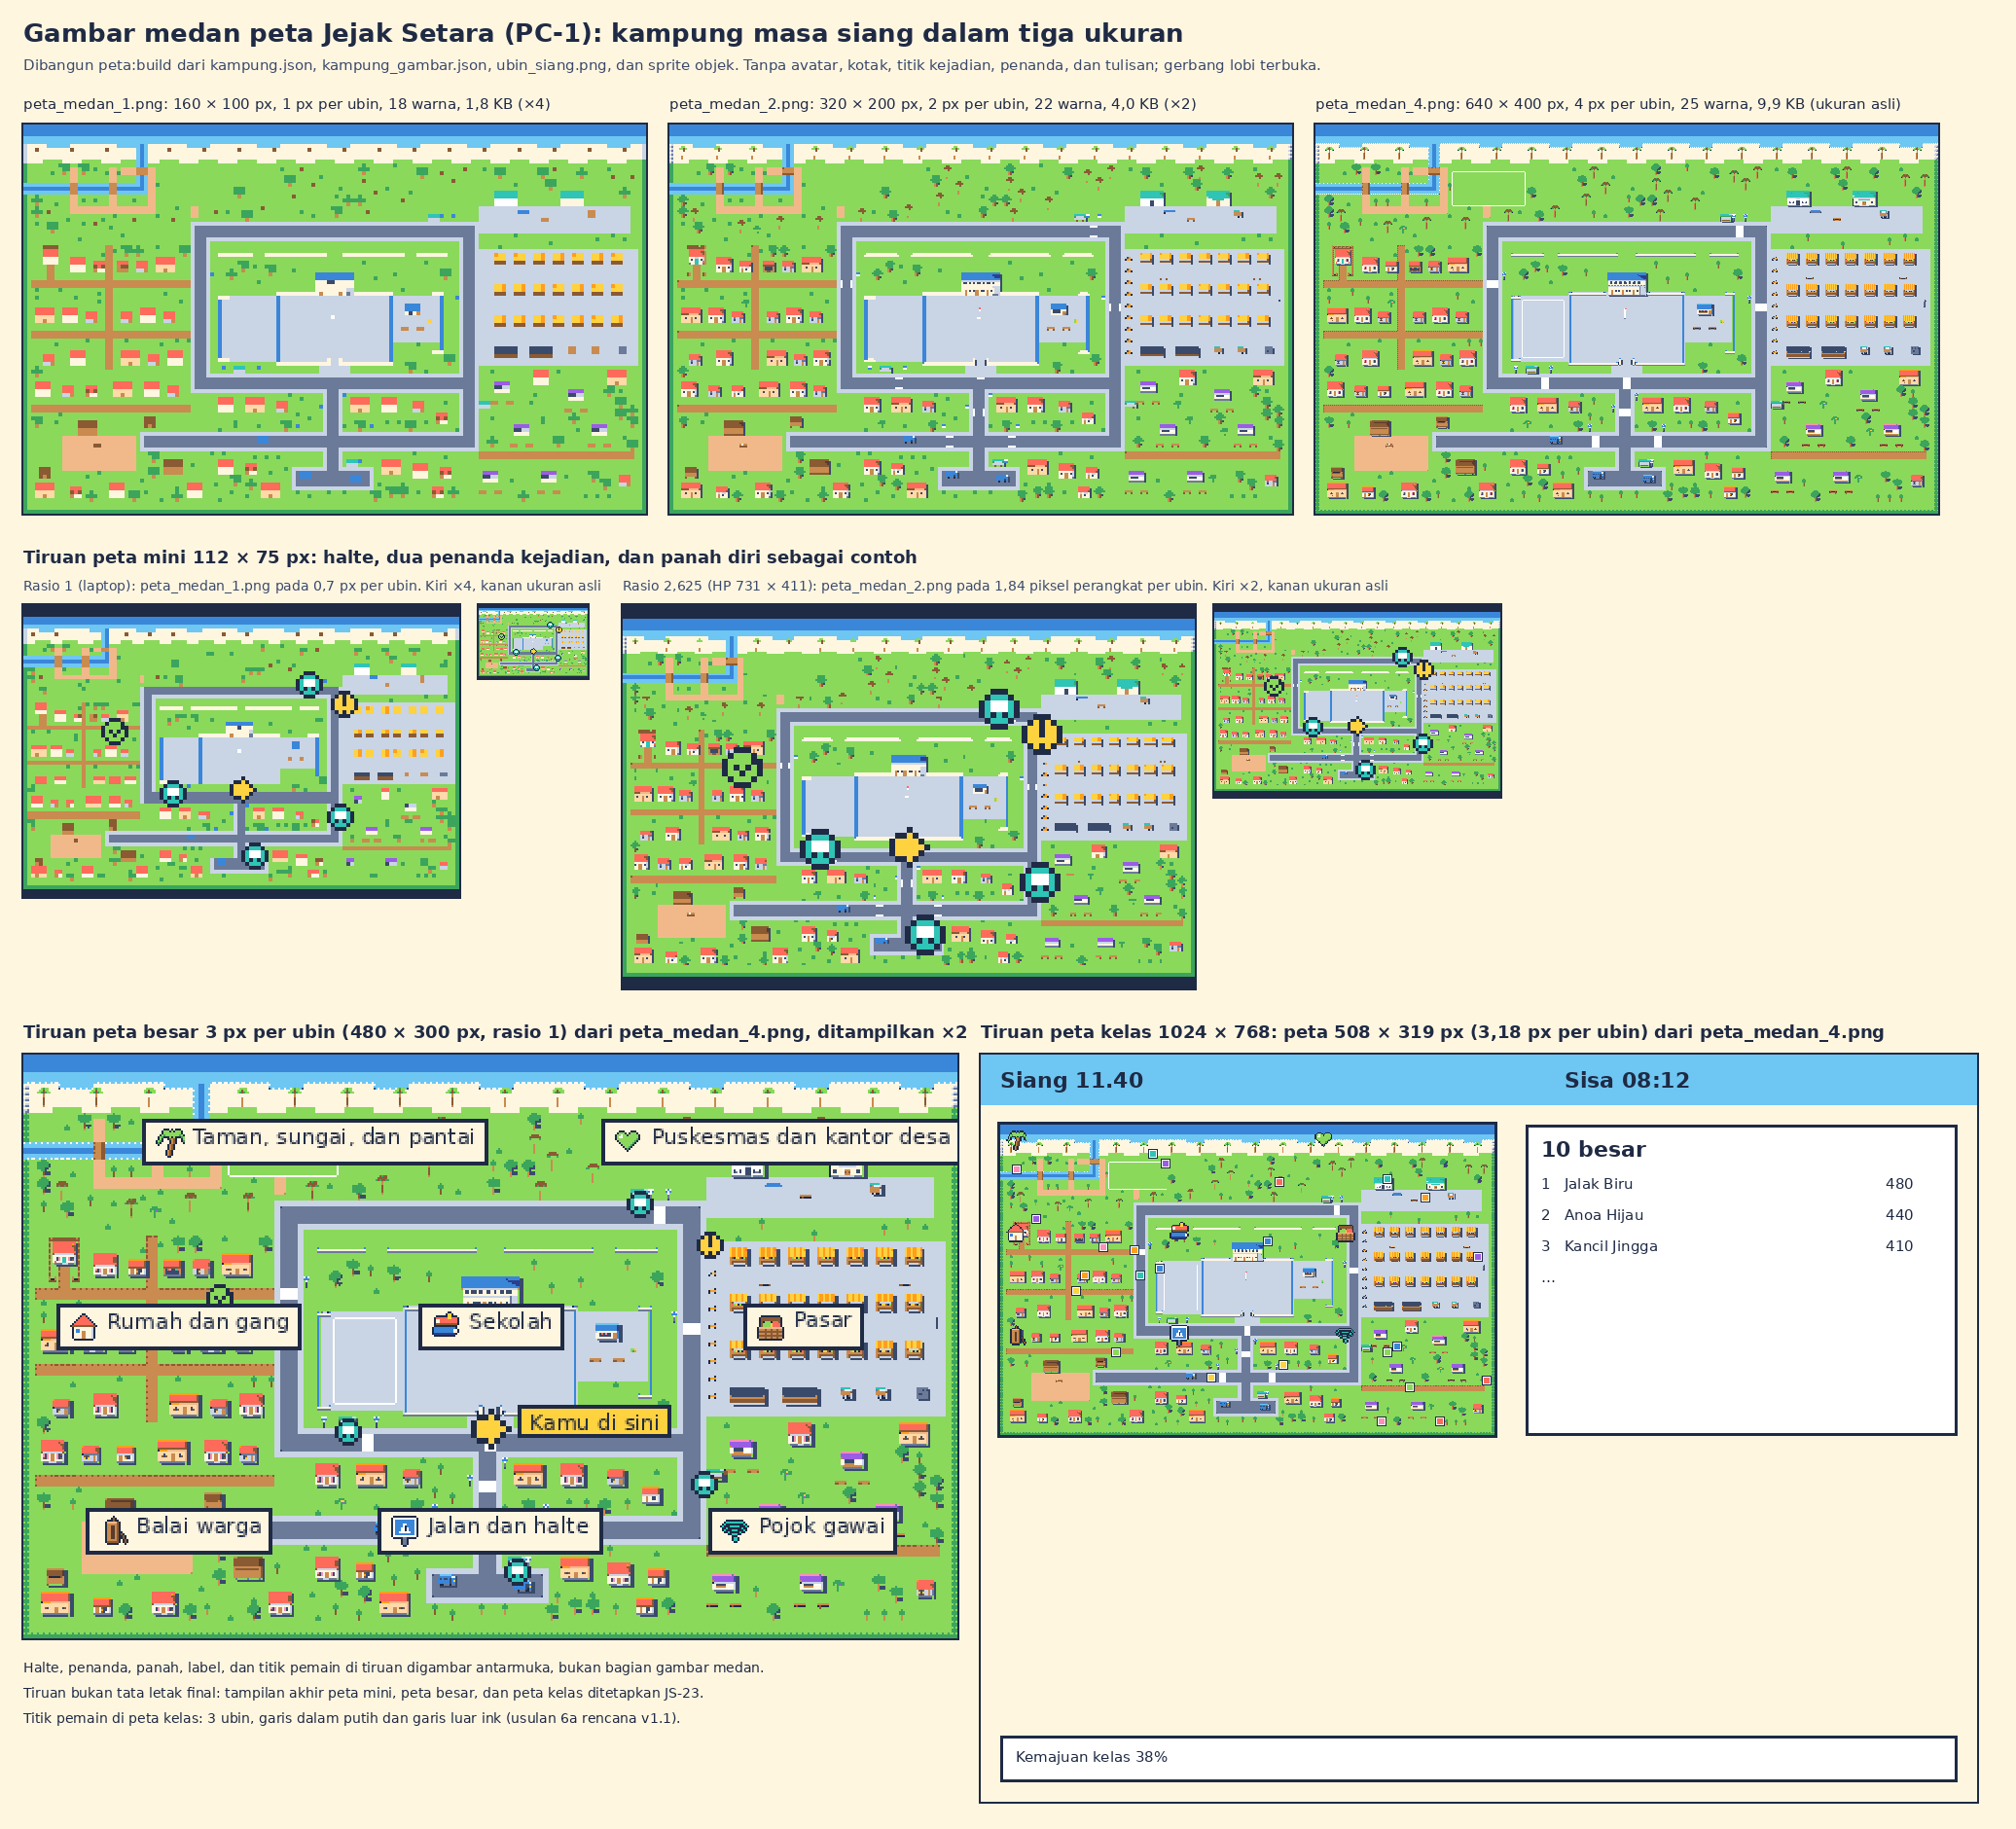 Gambar medan peta Jejak Setara (PC-1): kampung masa siang dalam tiga ukuran
Dibangun peta:build dari kampung.json, kampung_gambar.json, ubin_siang.png, dan sprite objek. Tanpa avatar, kotak, titik kejadian, penanda, dan tulisan; gerbang lobi terbuka.
peta_medan_1.png: 160 × 100 px, 1 px per ubin, 18 warna, 1,8 KB (×4)
peta_medan_2.png: 320 × 200 px, 2 px per ubin, 22 warna, 4,0 KB (×2)
peta_medan_4.png: 640 × 400 px, 4 px per ubin, 25 warna, 9,9 KB (ukuran asli)
Tiruan peta mini 112 × 75 px: halte, dua penanda kejadian, dan panah diri sebagai contoh
Rasio 1 (laptop): peta_medan_1.png pada 0,7 px per ubin. Kiri ×4, kanan ukuran asli
Rasio 2,625 (HP 731 × 411): peta_medan_2.png pada 1,84 piksel perangkat per ubin. Kiri ×2, kanan ukuran asli
Tiruan peta besar 3 px per ubin (480 × 300 px, rasio 1) dari peta_medan_4.png, ditampilkan ×2
Taman, sungai, dan pantai
Puskesmas dan kantor desa
Rumah dan gang
Sekolah
Pasar
Kamu di sini
Balai warga
Jalan dan halte
Pojok gawai
Tiruan peta kelas 1024 × 768: peta 508 × 319 px (3,18 px per ubin) dari peta_medan_4.png
Siang 11.40
Sisa 08:12
10 besar
1 Jalak Biru 480
2 Anoa Hijau 440
3 Kancil Jingga 410
...
Kemajuan kelas 38%
Halte, penanda, panah, label, dan titik pemain di tiruan digambar antarmuka, bukan bagian gambar medan.
Tiruan bukan tata letak final: tampilan akhir peta mini, peta besar, dan peta kelas ditetapkan JS-23.
Titik pemain di peta kelas: 3 ubin, garis dalam putih dan garis luar ink (usulan 6a rencana v1.1).